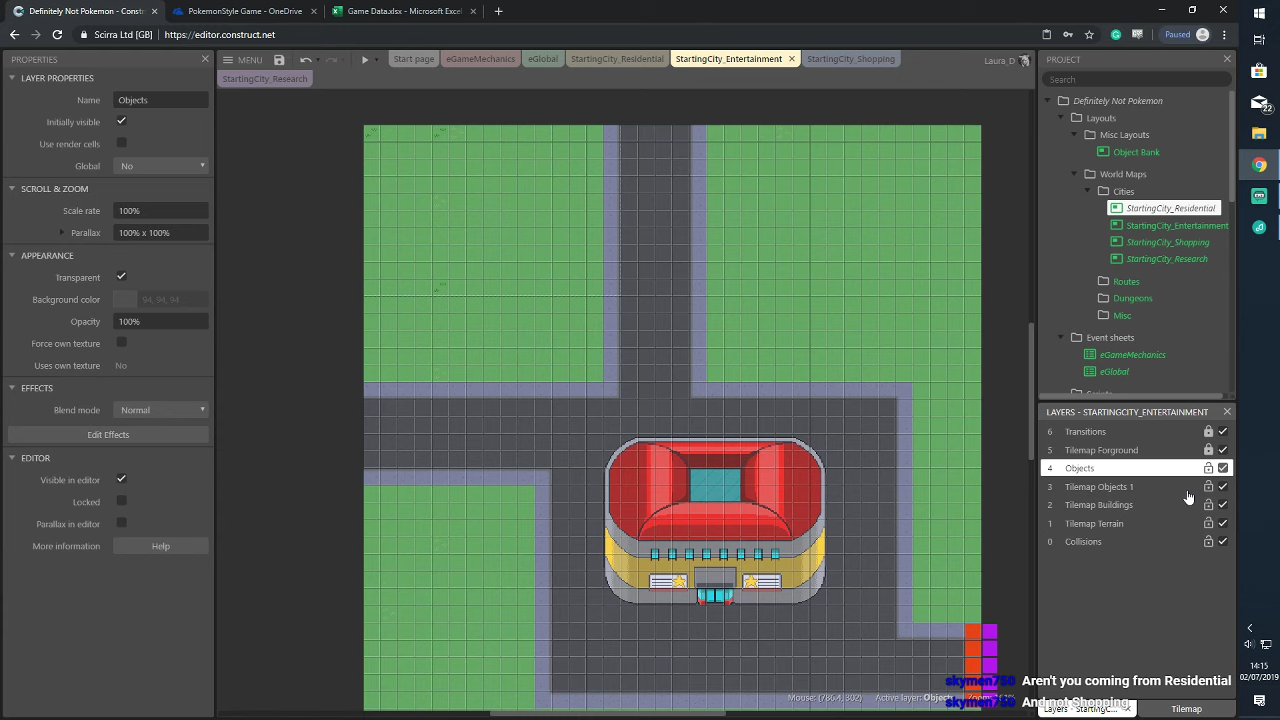 Definitely Not Pokemon - Constr
PokemonStyle Game - OneDrive
Game Data.xlsx - Microsoft Excel
Scirra Ltd [GB] https://editor.construct.net
Paused
PROPERTIES
MENU
Start page
eGameMechanics
eGlobal
StartingCity_Residential
StartingCity_Entertainment
StartingCity_Shopping
Laura_D
PROJECT
StartingCity_Research
LAYER PROPERTIES
Name Objects
Initially visible
Use render cells
Global No
SCROLL & ZOOM
Scale rate 100%
Parallax 100% x 100%
APPEARANCE
Transparent
Background color 94, 94, 94
Opacity 100%
Force own texture
Uses own texture No
EFFECTS
Blend mode Normal
Edit Effects
EDITOR
Visible in editor
Locked
Parallax in editor
More information Help
Search
Definitely Not Pokemon
Layouts
Misc Layouts
Object Bank
World Maps
Cities
StartingCity_Residential
StartingCity_Entertainment
StartingCity_Shopping
StartingCity_Research
Routes
Dungeons
Misc
Event sheets
eGameMechanics
eGlobal
LAYERS - STARTINGCITY_ENTERTAINMENT
6 Transitions
5 Tilemap Forground
4 Objects
3 Tilemap Objects 1
2 Tilemap Buildings
1 Tilemap Terrain
0 Collisions
skymen750 Aren't you coming from Residential
skymen750 And not Shopping
Active layer:
Layers - StartingC...
Tilemap
22
14:15